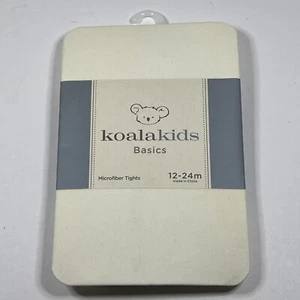 koalakids
Basics
Microfiber Tights
12-24m
made in China